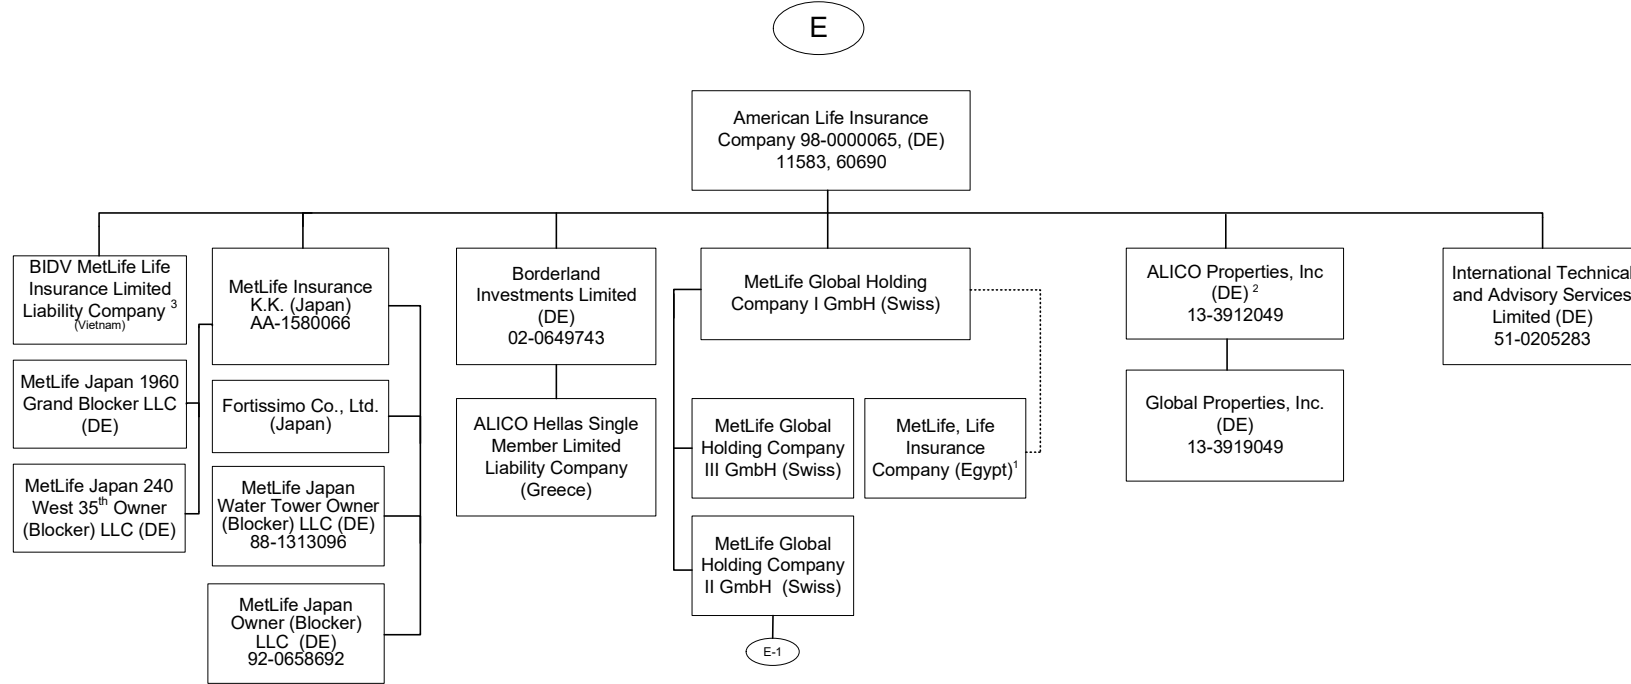 E
American Life Insurance
Company 98-0000065, (DE)
11583, 60690
BIDV MetLife Life
Insurance Limited
Liability Company 3
(Vietnam)
MetLife Insurance
K.K. (Japan)
AA-1580066
Borderland
Investments Limited
(DE)
02-0649743
MetLife Global Holding
Company I GmbH (Swiss)
ALICO Properties, Inc
(DE) 2
13-3912049
International Technical
and Advisory Services
Limited (DE)
51-0205283
MetLife Japan 1960
Grand Blocker LLC
(DE)
Fortissimo Co., Ltd.
(Japan)
ALICO Hellas Single
Member Limited
Liability Company
(Greece)
MetLife Global
Holding Company
III GmbH (Swiss)
MetLife, Life
Insurance
Company (Egypt)1
Global Properties, Inc.
(DE)
13-3919049
MetLife Japan 240
West 35th Owner
(Blocker) LLC (DE)
MetLife Japan
Water Tower Owner
(Blocker) LLC (DE)
88-1313096
MetLife Global
Holding Company
II GmbH (Swiss)
MetLife Japan
Owner (Blocker)
LLC (DE)
92-0658692
E-1